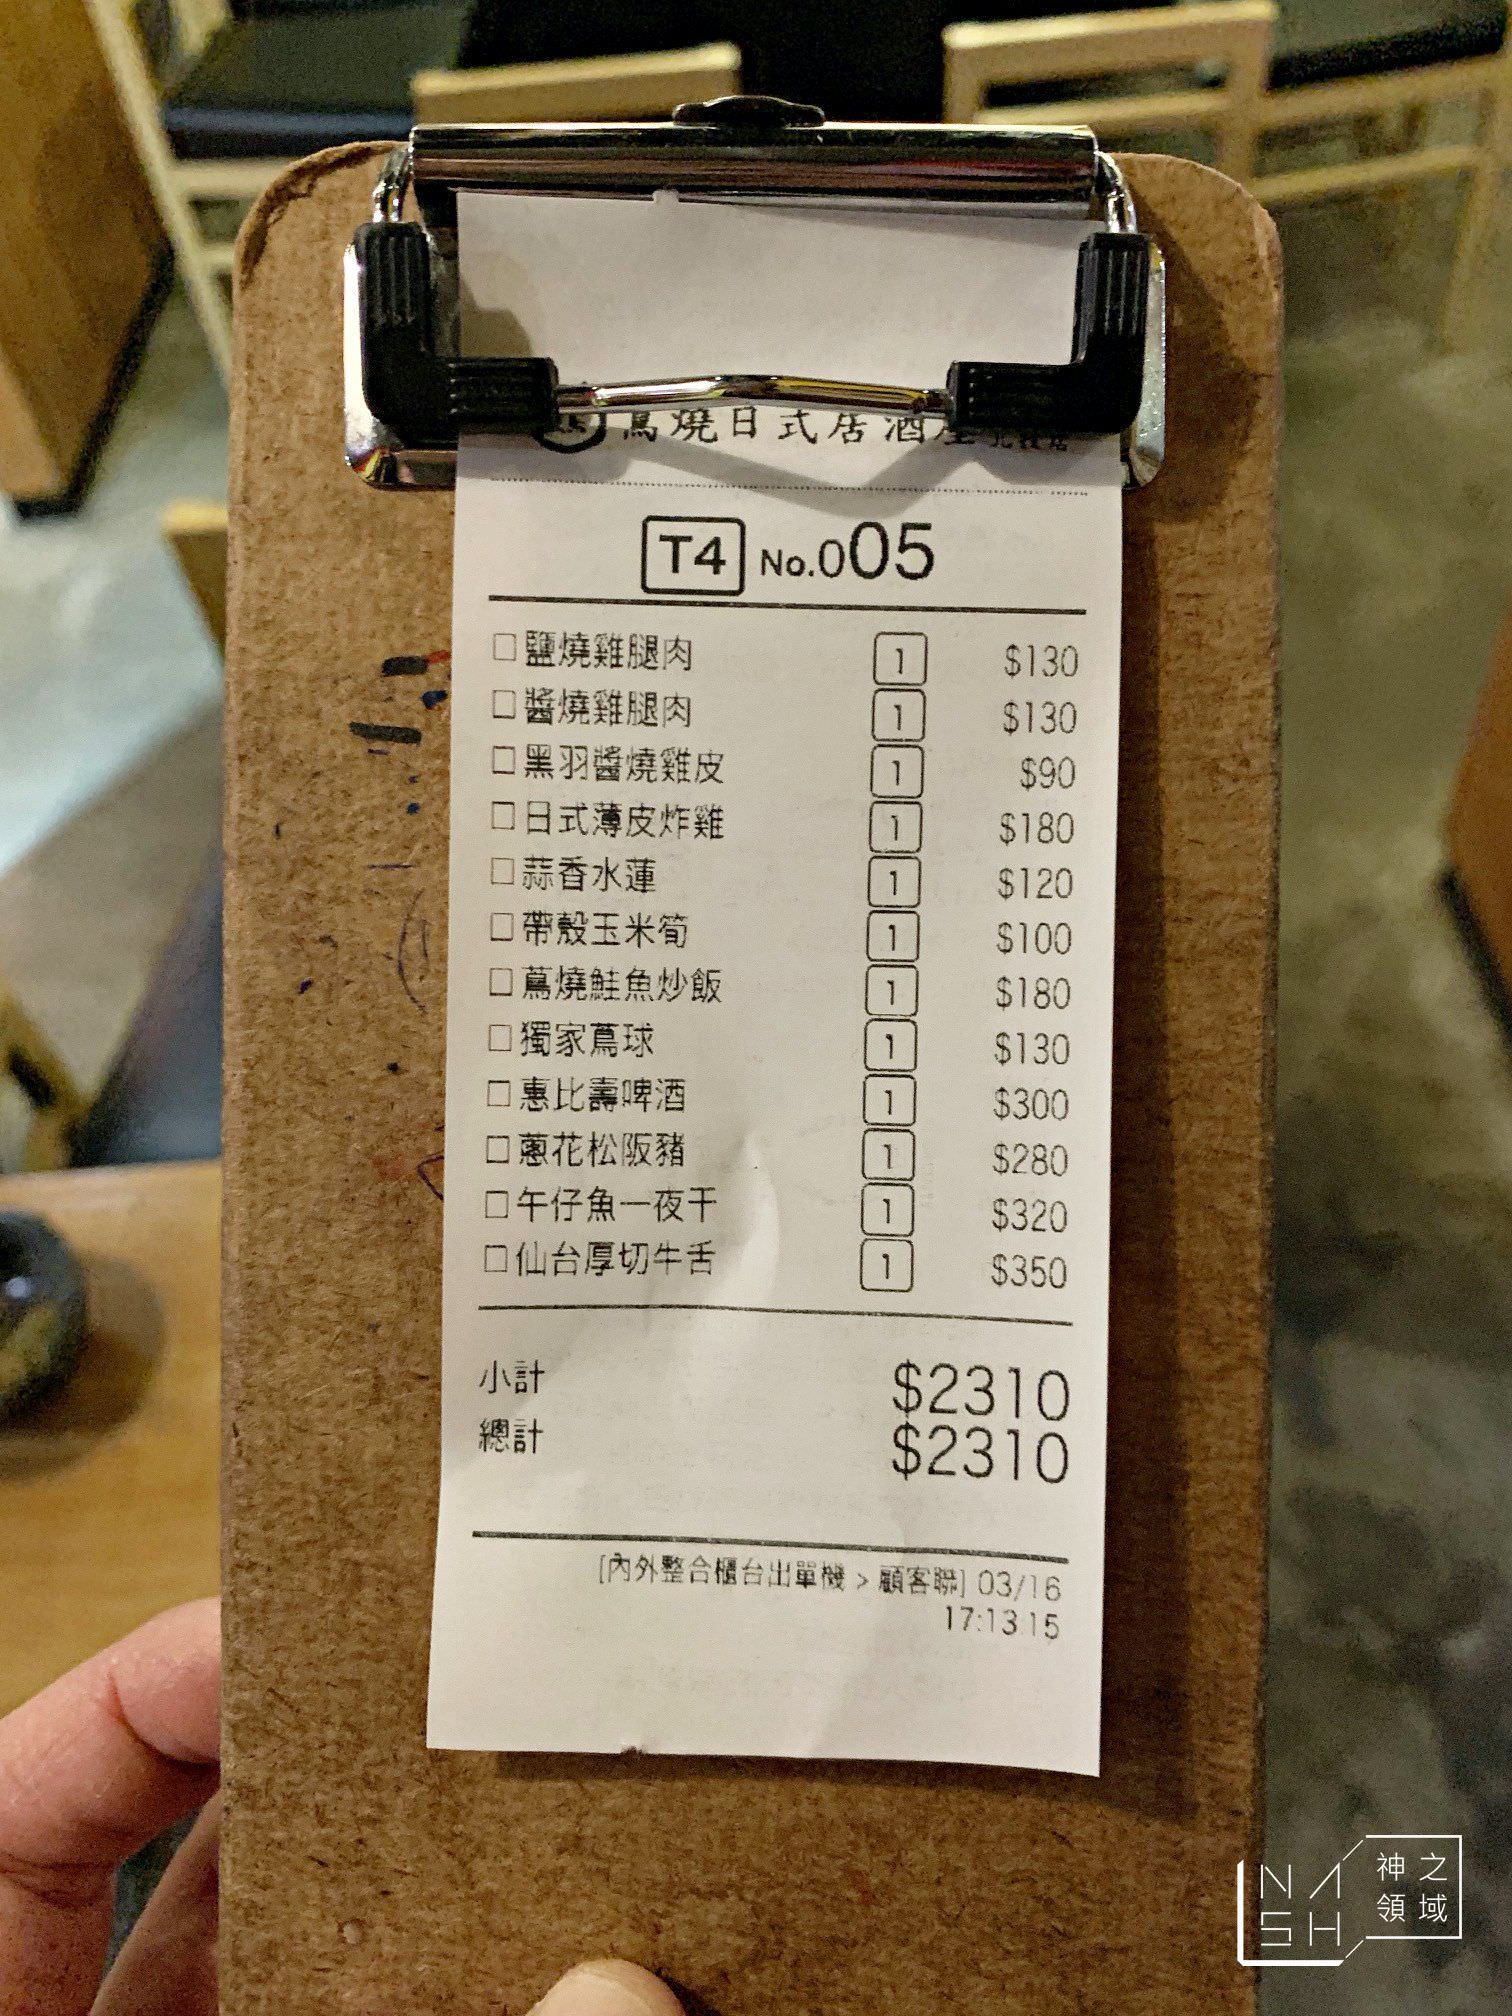 蔦燒日式居酒屋
T4 No.005
□鹽燒雞腿肉 1 $130
□醬燒雞腿肉 1 $130
□黑羽醬燒雞皮 1 $90
□日式薄皮炸雞 1 $180
□蒜香水蓮 1 $120
□帶殼玉米筍 1 $100
□蔦燒鮭魚炒飯 1 $180
□獨家蔦球 1 $130
□惠比壽啤酒 1 $300
□蔥花松阪豬 1 $280
□午仔魚一夜干 1 $320
□仙台厚切牛舌 1 $350
小計 $2310
總計 $2310
[內外整合櫃台出單機 > 顧客聯] 03/16
17:13:15
NASH 神之領域